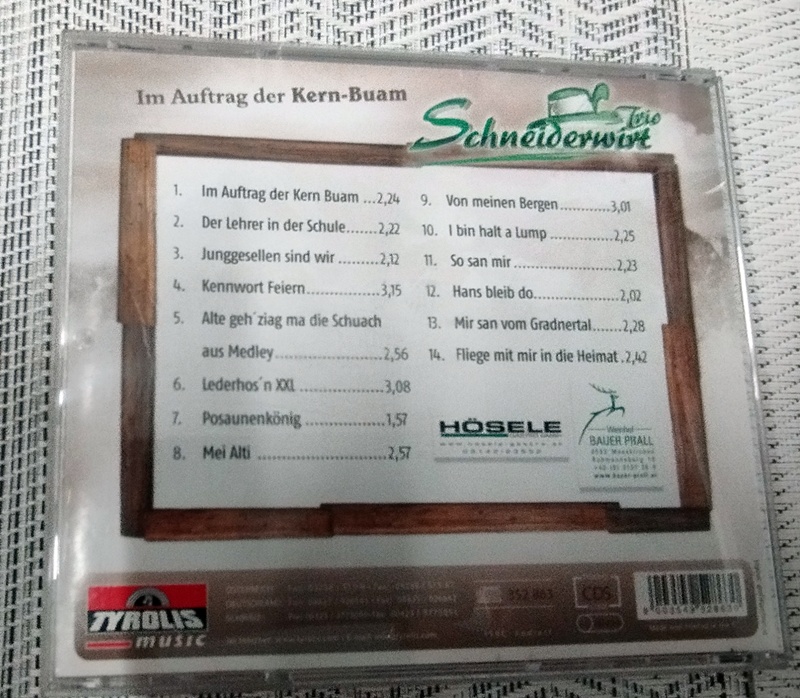 Im Auftrag der Kern-Buam
Trio
Schneiderwirt
1. Im Auftrag der Kern Buam ...2,24
2. Der Lehrer in der Schule.......2,22
3. Junggesellen sind wir .........2,12
4. Kennwort Feiern...............3,15
5. Alte geh´ziag ma die Schuach
aus Medley......................2,56
6. Lederhos´n XXL .................3,08
7. Posaunenkönig ................1,57
8. Mei Alti ........................2,57
9. Von meinen Bergen...........3,01
10. I bin halt a Lump .............2,25
11. So san mir .....................2,23
12. Hans bleib do..................2,02
13. Mir san vom Gradnertal.......2,28
14. Fliege mit mir in die Heimat .2,42
HÖSELE
Weinhof
BAUER PRALL
TYROLIS
music
352 863
CDS